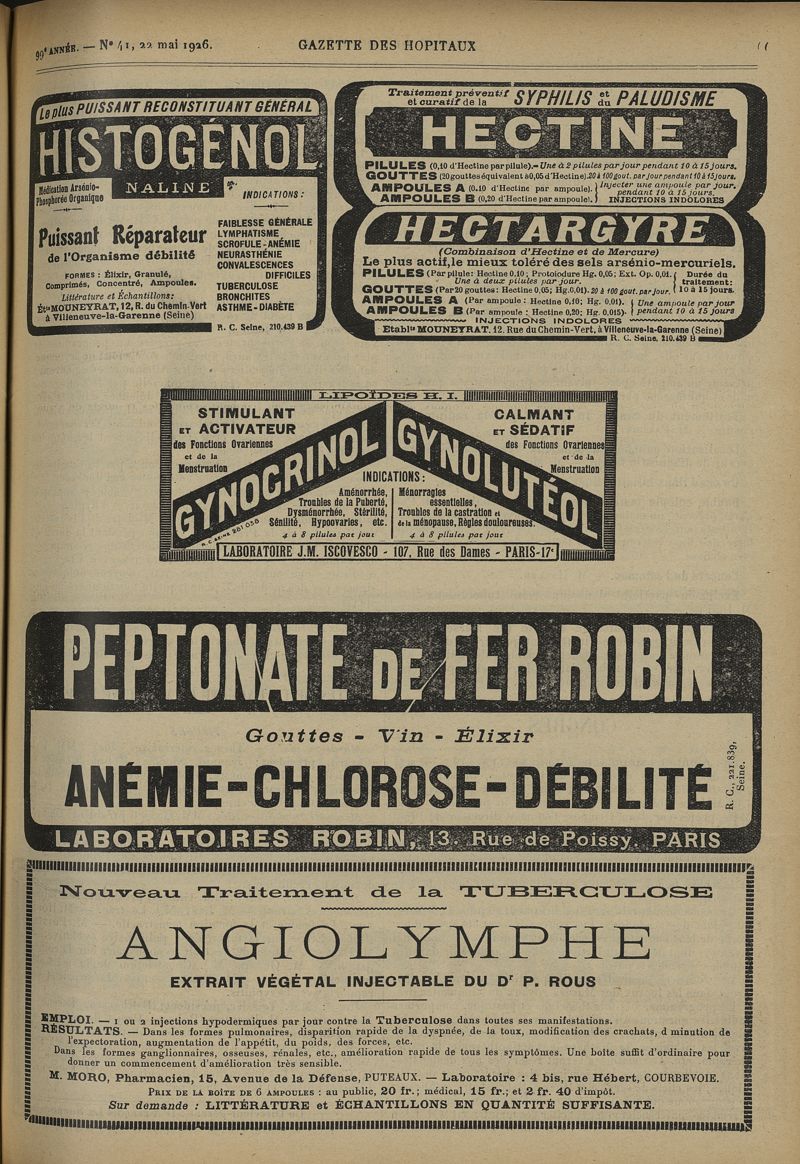 99e ANNÉE. — N° 41, 22 mai 1926.
GAZETTE DES HOPITAUX
Le plus PUISSANT RECONSTITUANT GÉNÉRAL
HISTOGÉNOL
Médication Arsénio-
Phosphorée Organique
NALINE
Puissant Réparateur
de l'Organisme débilité
FORMES : Élixir, Granulé,
Comprimés, Concentré, Ampoules.
Littérature et Échantillons:
Éts MOUNEYRAT, 12, R. du Chemin-Vert
à Villeneuve-la-Garenne (Seine)
INDICATIONS :
FAIBLESSE GÉNÉRALE
LYMPHATISME
SCROFULE - ANÉMIE
NEURASTHÉNIE
CONVALESCENCES
DIFFICILES
TUBERCULOSE
BRONCHITES
ASTHME - DIABÈTE
R. C. Seine, 210.439 B
Traitement préventif et curatif de la SYPHILIS et du PALUDISME
HECTINE
PILULES (0,10 d'Hectine par pilule).- Une à 2 pilules par jour pendant 10 à 15 jours.
GOUTTES (20 gouttes équivalent à 0,05 d'Hectine). 20 à 100 gout. par jour pendant 10 à 15 jours.
AMPOULES A (0.10 d'Hectine par ampoule). Injecter une ampoule par jour.
AMPOULES B (0,20 d'Hectine par ampoule). pendant 10 à 15 jours.
INJECTIONS INDOLORES
HECTARGYRE
(Combinaison d'Hectine et de Mercure)
Le plus actif, le mieux toléré des sels arsénio-mercuriels.
PILULES (Par pilule: Hectine 0.10 ; Protoiodure Hg. 0,05; Ext. Op. 0,01.
Une à deux pilules par jour.
GOUTTES (Par 20 gouttes: Hectine 0,05; Hg. 0,01). 20 à 100 gout. par jour.
Durée du
traitement:
10 à 15 jours.
AMPOULES A (Par ampoule : Hectine 0,10; Hg. 0,01).
AMPOULES B (Par ampoule : Hectine 0,20; Hg. 0,015).
Une ampoule par jour
pendant 10 à 15 jours
INJECTIONS INDOLORES
Etablts MOUNEYRAT, 12, Rue du Chemin-Vert, à Villeneuve-la-Garenne (Seine)
R. C. Seine, 210.439 B
LIPOÏDES H. I.
STIMULANT
ET ACTIVATEUR
des Fonctions Ovariennes
et de la
Menstruation
CALMANT
ET SÉDATIF
des Fonctions Ovariennes
et de la
Menstruation
GYNOCRINOL
GYNOLUTÉOL
INDICATIONS :
Aménorrhée,
Troubles de la Puberté,
Dysménorrhée, Stérilité,
Sénilité, Hypoovaries, etc.
4 à 8 pilules par jour
Ménorragies
essentielles,
Troubles de la castration et
de la ménopause, Règles douloureuses.
4 à 8 pilules par jour
LABORATOIRE J.M. ISCOVESCO - 107, Rue des Dames - PARIS-17e
PEPTONATE DE FER ROBIN
Gouttes - Vin - Élixir
ANÉMIE-CHLOROSE-DÉBILITÉ
R. C., 221.839,
Seine.
LABORATOIRES ROBIN, 13, Rue de Poissy, PARIS
Nouveau Traitement de la TUBERCULOSE
ANGIOLYMPHE
EXTRAIT VÉGÉTAL INJECTABLE DU Dr P. ROUS
EMPLOI. — 1 ou 2 injections hypodermiques par jour contre la Tuberculose dans toutes ses manifestations.
RÉSULTATS. — Dans les formes pulmonaires, disparition rapide de la dyspnée, de la toux, modification des crachats, d minution de
l'expectoration, augmentation de l'appétit, du poids, des forces, etc.
Dans les formes ganglionnaires, osseuses, rénales, etc., amélioration rapide de tous les symptômes. Une boîte suffit d'ordinaire pour
donner un commencement d'amélioration très sensible.
M. MORO, Pharmacien, 15, Avenue de la Défense, PUTEAUX. — Laboratoire : 4 bis, rue Hébert, COURBEVOIE.
PRIX DE LA BOÎTE DE 6 AMPOULES : au public, 20 fr.; médical, 15 fr.; et 2 fr. 40 d'impôt.
Sur demande : LITTÉRATURE et ÉCHANTILLONS EN QUANTITÉ SUFFISANTE.